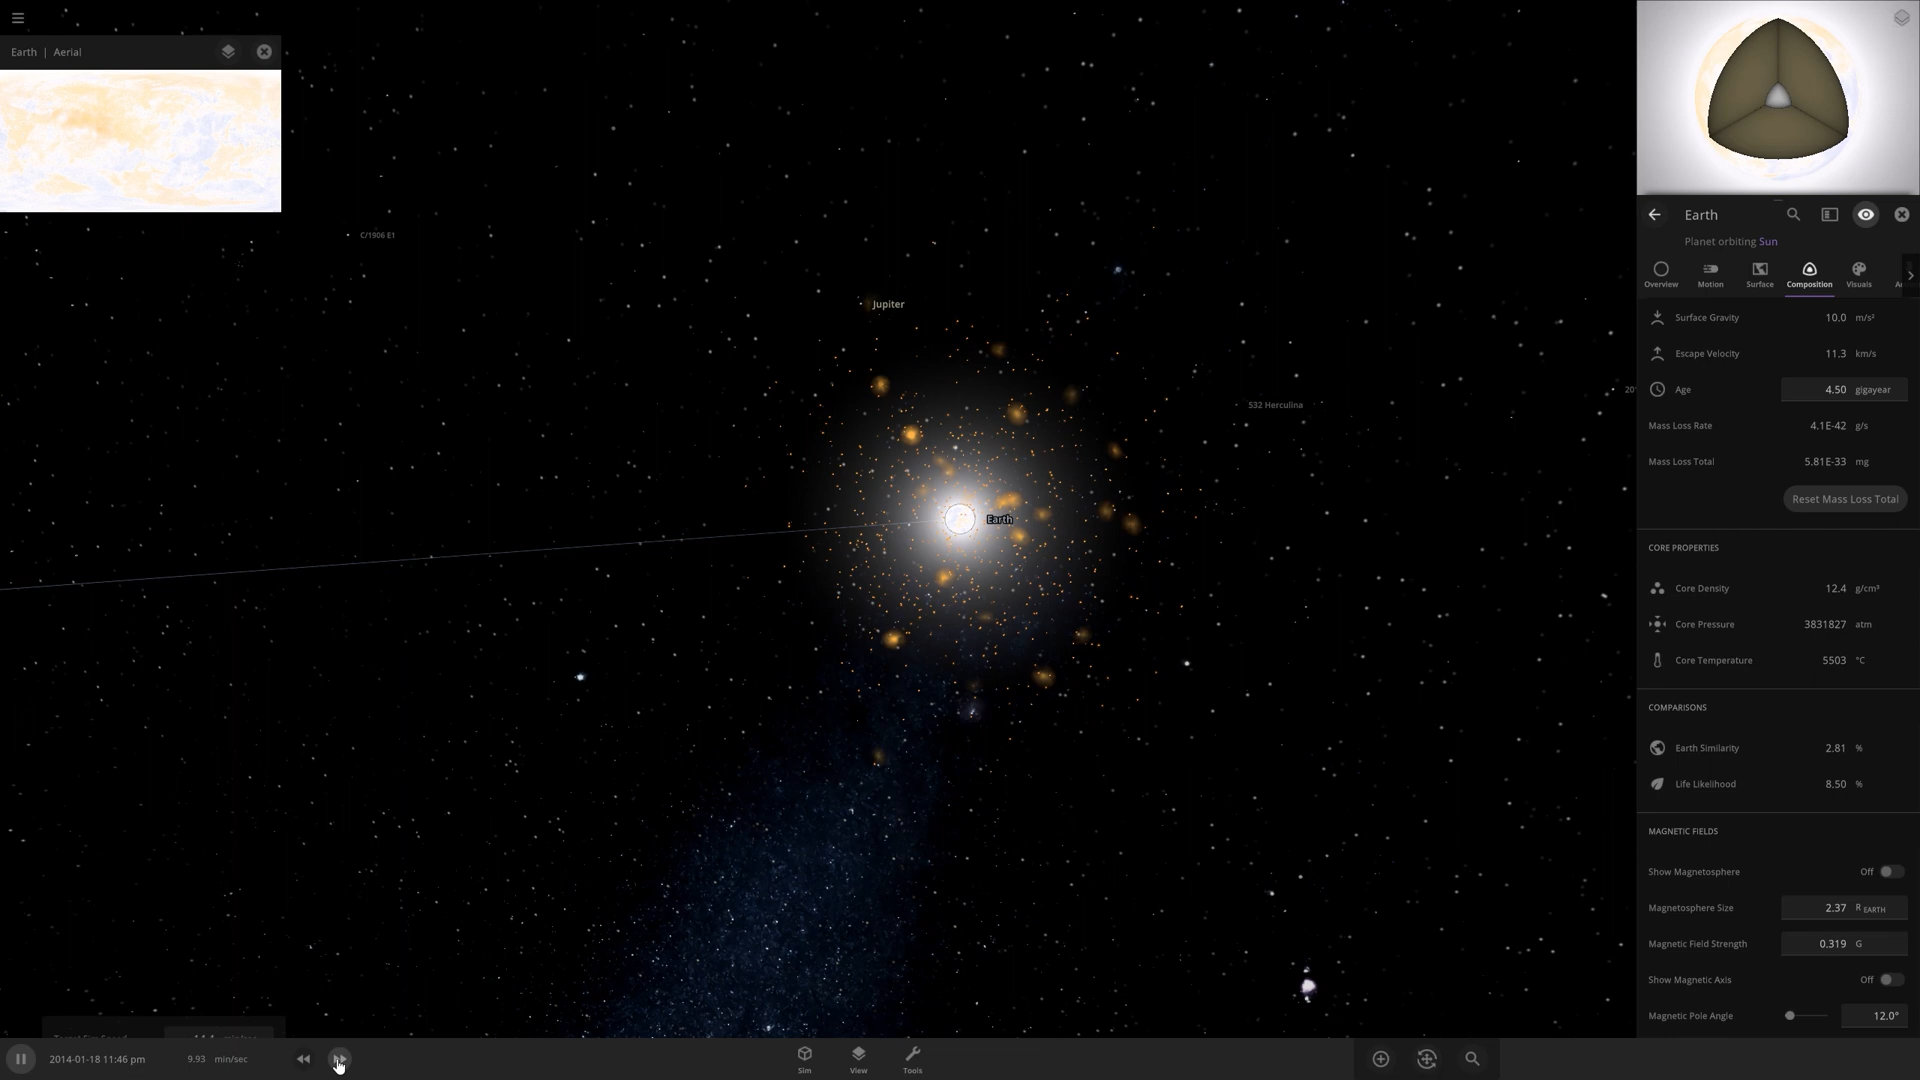 Earth | Aerial
C/1906 E1
Jupiter
532 Herculina
20
Earth
Earth
Planet orbiting Sun
Overview
Motion
Surface
Composition
Visuals
Surface Gravity 10.0 m/s²
Escape Velocity 11.3 km/s
Age 4.50 gigayear
Mass Loss Rate 4.1E-42 g/s
Mass Loss Total 5.81E-33 mg
Reset Mass Loss Total
CORE PROPERTIES
Core Density 12.4 g/cm³
Core Pressure 3831827 atm
Core Temperature 5503 °C
COMPARISONS
Earth Similarity 2.81 %
Life Likelihood 8.50 %
MAGNETIC FIELDS
Show Magnetosphere Off
Magnetosphere Size 2.37 R EARTH
Magnetic Field Strength 0.319 G
Show Magnetic Axis Off
Magnetic Pole Angle 12.0°
2014-01-18 11:46 pm 9.93 min/sec
Sim
View
Tools